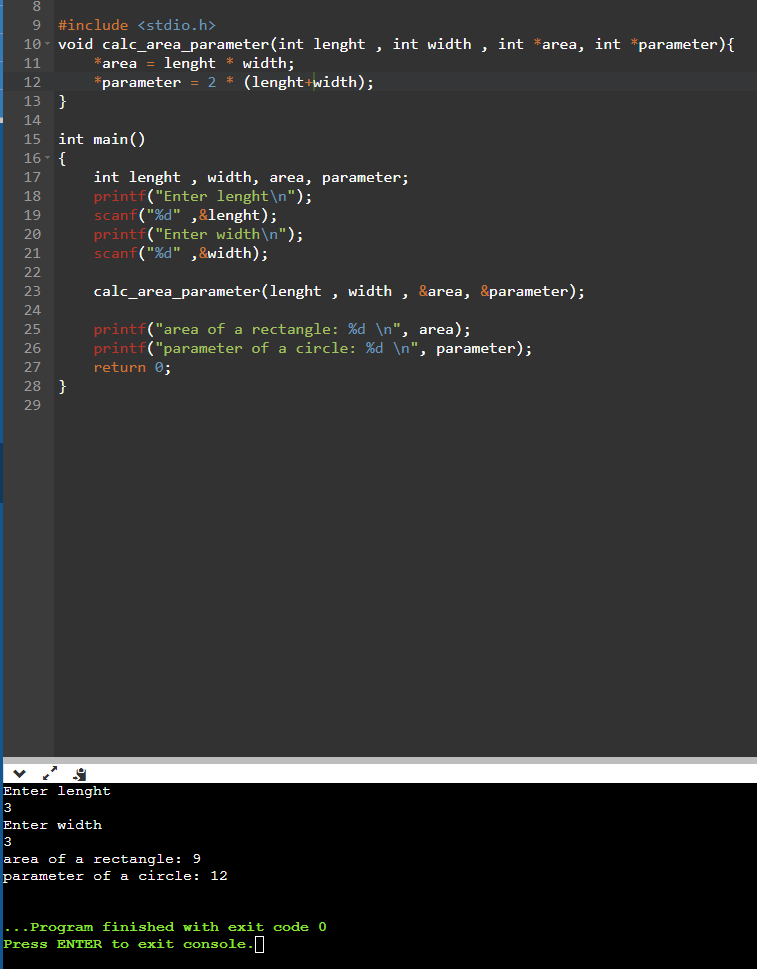 8
9 #include <stdio.h>
10 void calc_area_parameter(int lenght , int width , int *area, int *parameter){
11     *area = lenght * width;
12     *parameter = 2 * (lenght+width);
13 }
14
15 int main()
16 {
17     int lenght , width, area, parameter;
18     printf("Enter lenght\n");
19     scanf("%d" ,&lenght);
20     printf("Enter width\n");
21     scanf("%d" ,&width);
22
23     calc_area_parameter(lenght , width , &area, &parameter);
24
25     printf("area of a rectangle: %d \n", area);
26     printf("parameter of a circle: %d \n", parameter);
27     return 0;
28 }
29
Enter lenght
3
Enter width
3
area of a rectangle: 9
parameter of a circle: 12
...Program finished with exit code 0
Press ENTER to exit console.